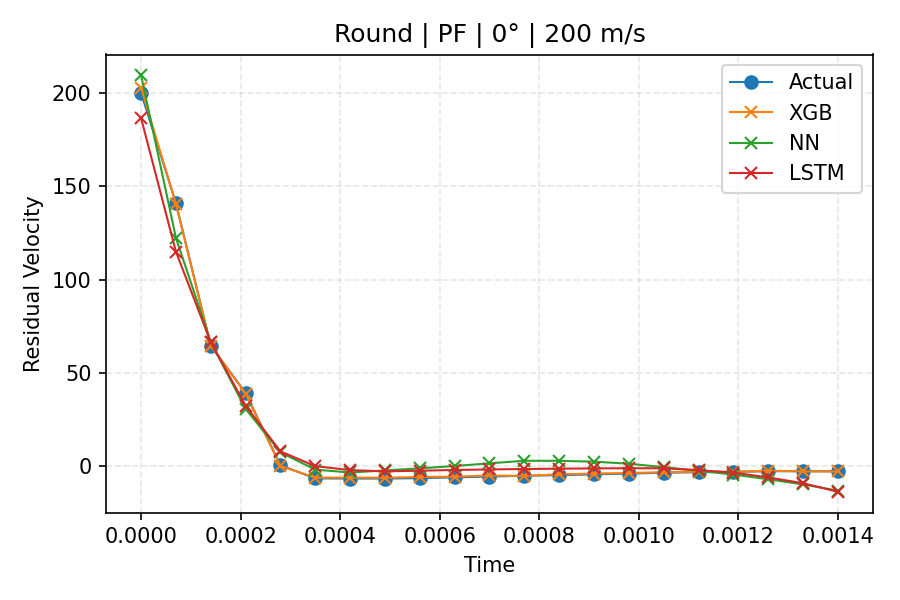 Round | PF | 0° | 200 m/s
Residual Velocity
200
150
100
50
0
Actual
XGB
NN
LSTM
0.0000 0.0002 0.0004 0.0006 0.0008 0.0010 0.0012 0.0014
Time